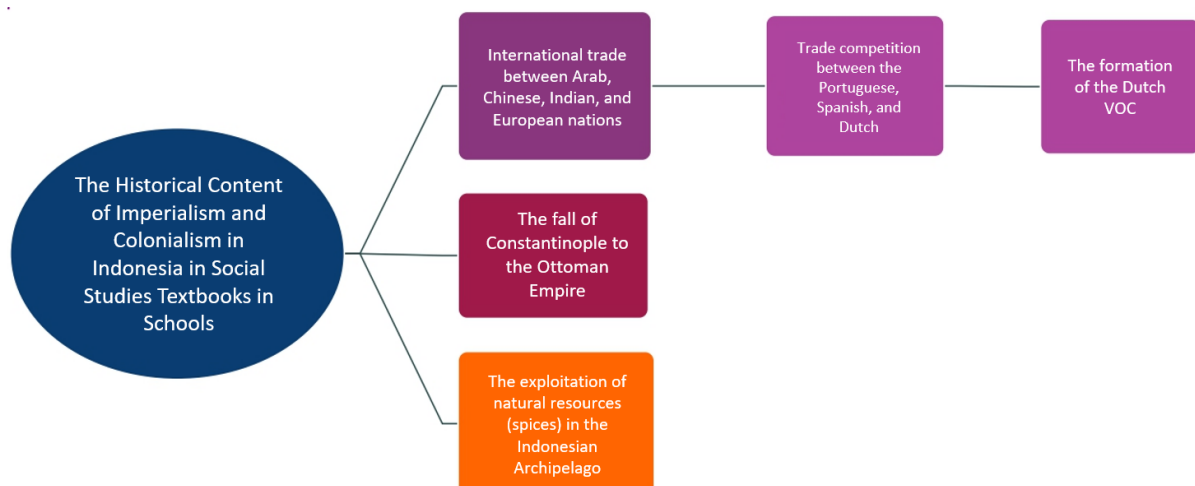 The Historical Content
of Imperialism and
Colonialism in
Indonesia in Social
Studies Textbooks in
Schools
International trade
between Arab,
Chinese, Indian, and
European nations
Trade competition
between the
Portuguese,
Spanish, and
Dutch
The formation
of the Dutch
VOC
The fall of
Constantinople to
the Ottoman
Empire
The exploitation of
natural resources
(spices) in the
Indonesian
Archipelago